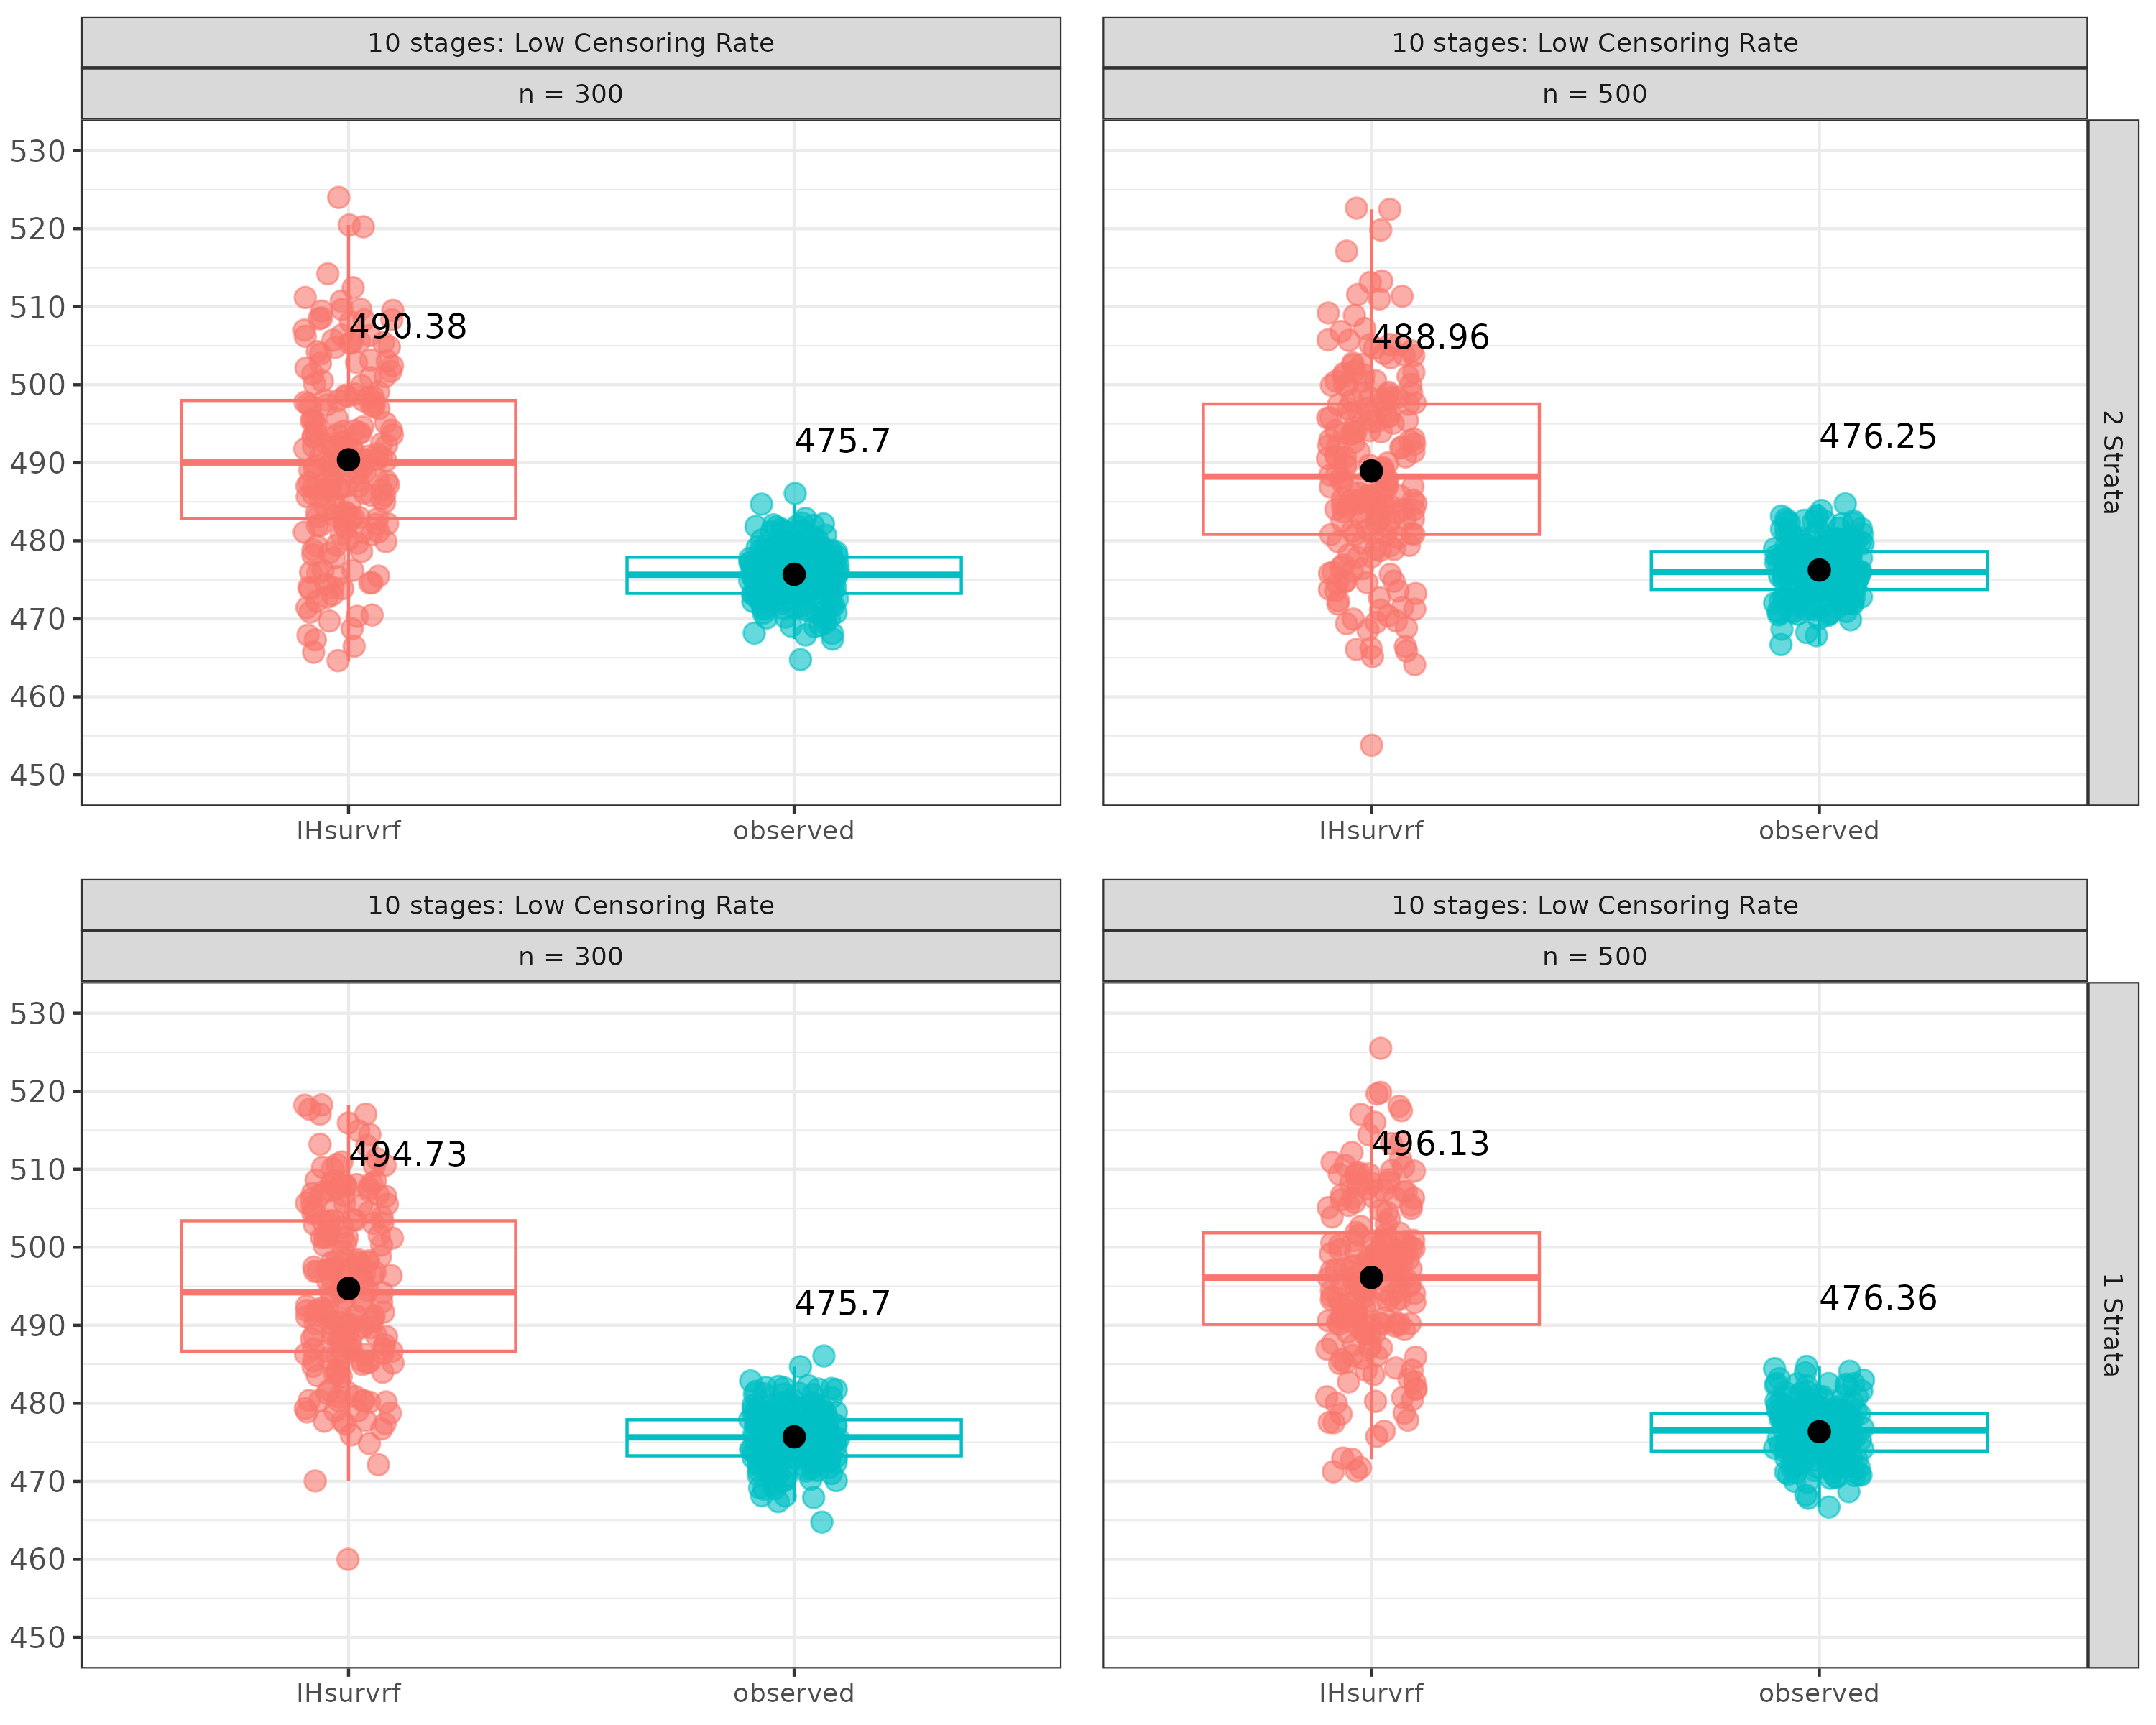 10 stages: Low Censoring Rate
10 stages: Low Censoring Rate
n = 300
n = 500
530
520
510
500
490
480
470
460
450
490.38
475.7
488.96
476.25
2 Strata
IHsurvrf
observed
IHsurvrf
observed
10 stages: Low Censoring Rate
10 stages: Low Censoring Rate
n = 300
n = 500
530
520
510
500
490
480
470
460
450
494.73
475.7
496.13
476.36
1 Strata
IHsurvrf
observed
IHsurvrf
observed